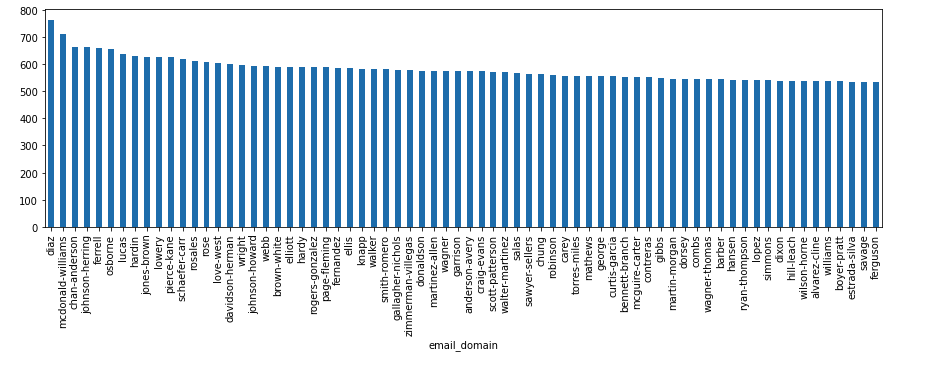 800
700
600
500
400
300
200
100
0
diaz
mcdonald-williams
chan-anderson
johnson-herring
ferrell
osborne
lucas
hardin
jones-brown
lowery
pierce-kane
schaefer-carr
rosales
rose
love-west
davidson-herman
wright
johnson-howard
webb
brown-white
elliott
hardy
rogers-gonzalez
page-fleming
fernandez
ellis
knapp
walker
smith-romero
gallagher-nichols
zimmerman-villegas
donaldson
martinez-allen
wagner
garrison
anderson-avery
craig-evans
scott-patterson
walter-martinez
salas
sawyer-sellers
chung
robinson
carey
torres-miles
mathews
george
curtis-garcia
bennett-branch
mcguire-carter
contreras
gibbs
martin-morgan
dorsey
combs
wagner-thomas
barber
hansen
ryan-thompson
lopez
simmons
dixon
hill-leach
wilson-horne
alvarez-cline
williams
boyer-pratt
estrada-silva
savage
ferguson
email_domain